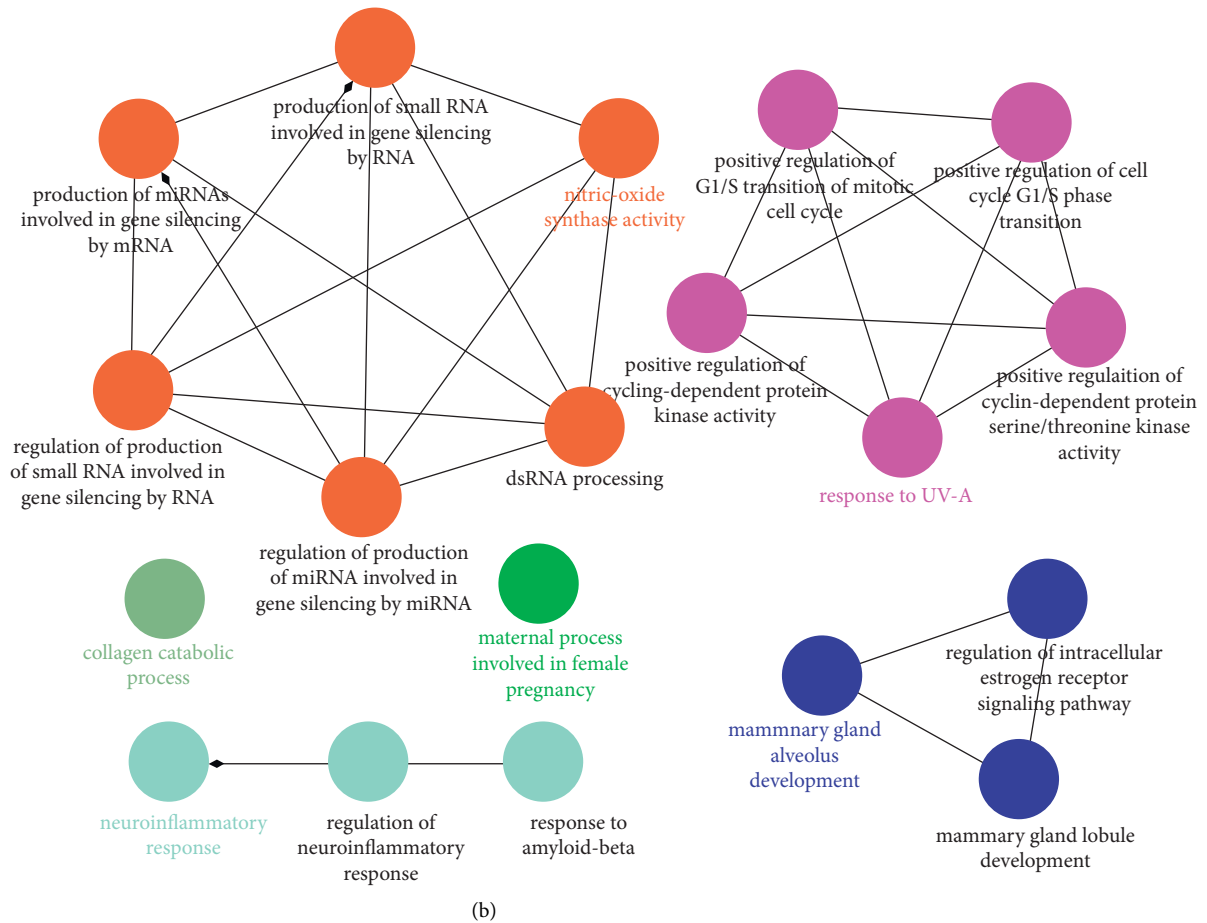 production of small RNA
involved in gene silencing
by RNA
production of miRNAs
involved in gene silencing
by mRNA
nitric-oxide
synthase activity
positive regulation of
G1/S transition of mitotic
cell cycle
positive regulation of cell
cycle G1/S phase
transition
regulation of production
of small RNA involved in
gene silencing by RNA
regulation of production
of miRNA involved in
gene silencing by miRNA
dsRNA processing
positive regulation of
cycling-dependent protein
kinase activity
positive regulaition of
cyclin-dependent protein
serine/threonine kinase
activity
response to UV-A
collagen catabolic
process
maternal process
involved in female
pregnancy
regulation of intracellular
estrogen receptor
signaling pathway
mammnary gland
alveolus
development
mammary gland lobule
development
neuroinflammatory
response
regulation of
neuroinflammatory
response
response to
amyloid-beta
(b)